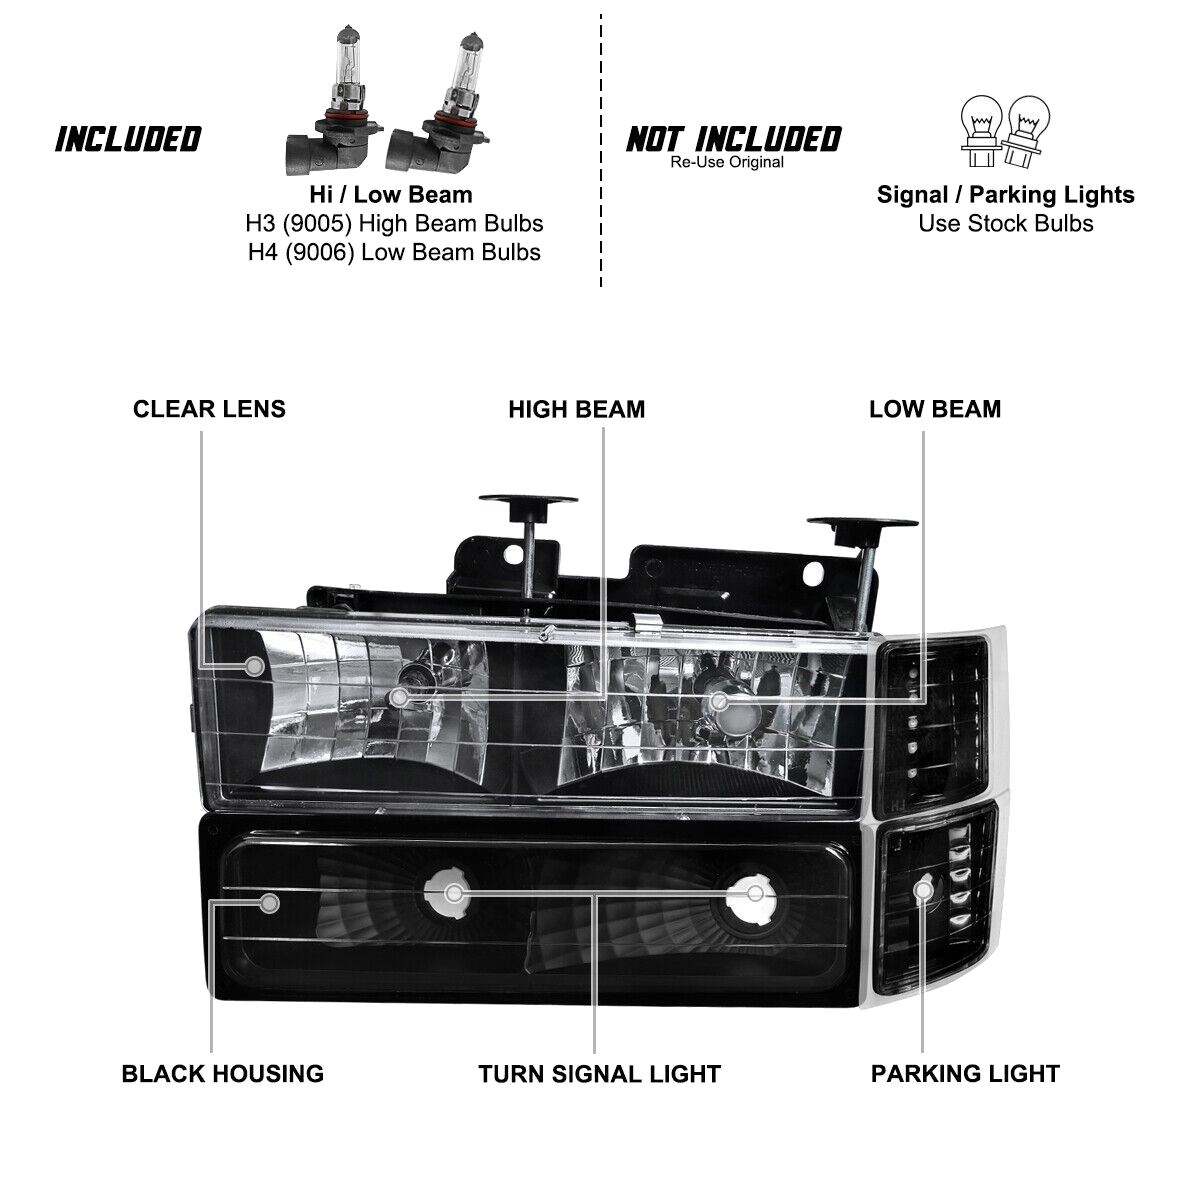 INCLUDED
Hi / Low Beam
H3 (9005) High Beam Bulbs
H4 (9006) Low Beam Bulbs
NOT INCLUDED
Re-Use Original
Signal / Parking Lights
Use Stock Bulbs
CLEAR LENS
HIGH BEAM
LOW BEAM
BLACK HOUSING
TURN SIGNAL LIGHT
PARKING LIGHT